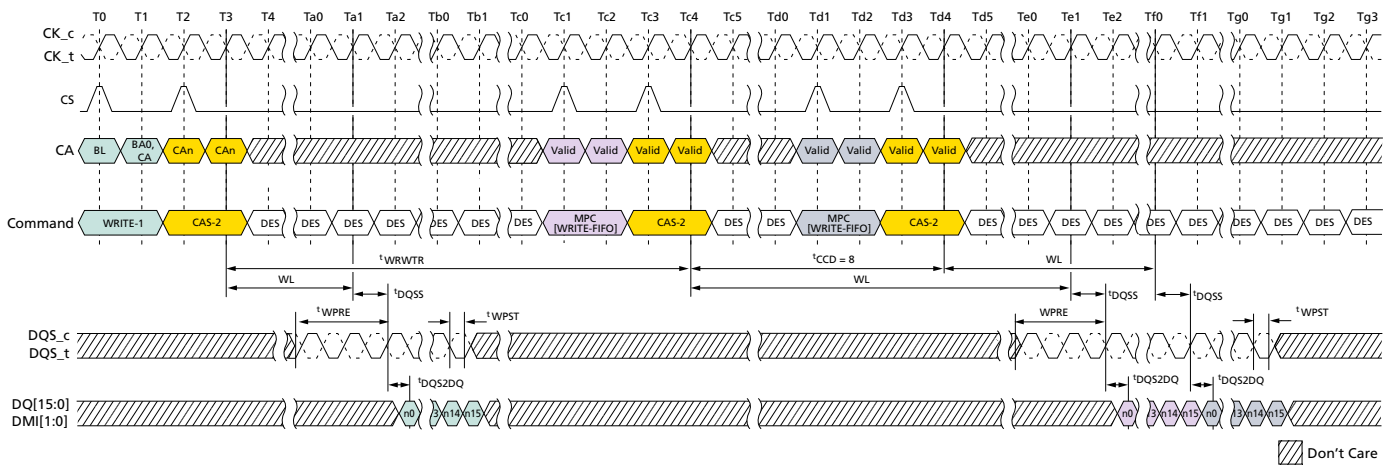 T0 T1 T2 T3 T4 Ta0 Ta1 Ta2 Tb0 Tb1 Tc0 Tc1 Tc2 Tc3 Tc4 Tc5 Td0 Td1 Td2 Td3 Td4 Td5 Te0 Te1 Te2 Tf0 Tf1 Tg0 Tg1 Tg2 Tg3
CK_c
CK_t
CS
CA BL BA0, CA CAn CAn Valid Valid Valid Valid Valid Valid Valid Valid
Command WRITE-1 CAS-2 DES DES DES DES DES DES DES MPC [WRITE-FIFO] CAS-2 DES DES MPC [WRITE-FIFO] CAS-2 DES DES DES DES DES DES DES DES DES DES
tWRWTR tCCD = 8 WL
WL WL
tDQSS tDQSS tDQSS
tWPRE tWPST WPRE tWPST
DQS_c
DQS_t
tDQS2DQ tDQS2DQ tDQS2DQ
DQ[15:0]
DMI[1:0]
n0 n14 n15 n0 n14 n15 n0 n14 n15
Don't Care